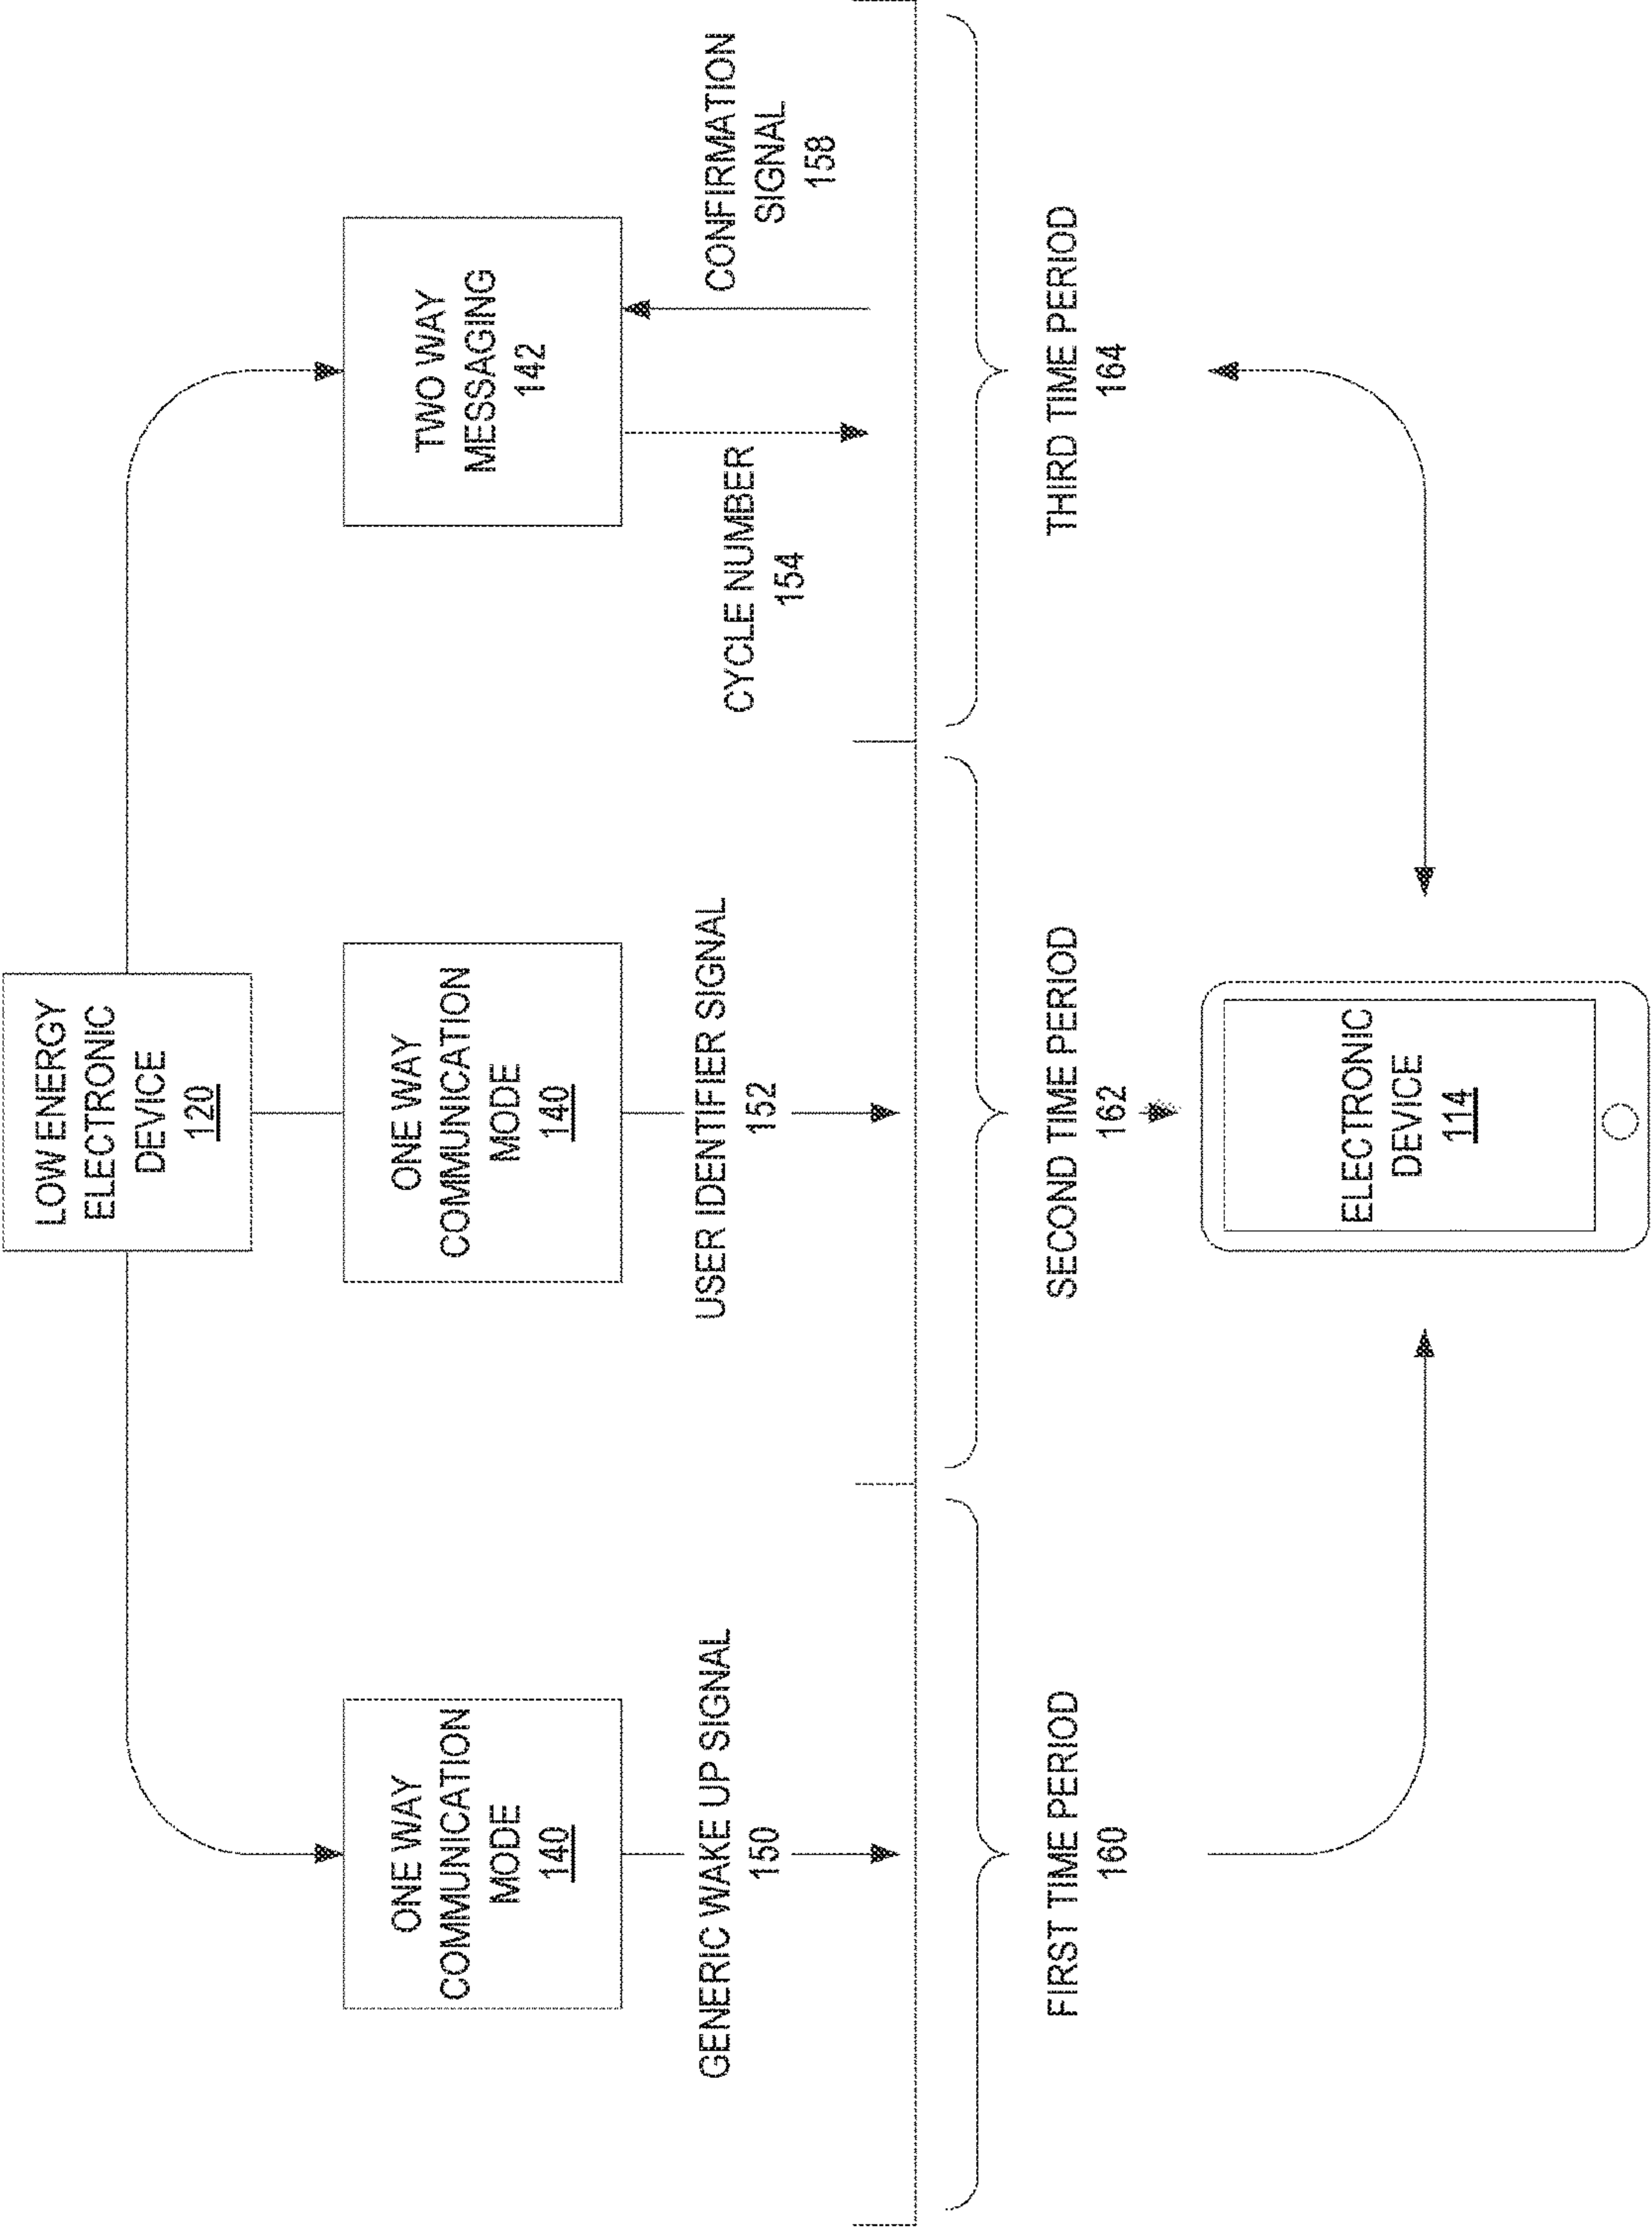 LOW ENERGY
ELECTRONIC
DEVICE
120
ONE WAY
COMMUNICATION
MODE
140
ONE WAY
COMMUNICATION
MODE
140
TWO WAY
MESSAGING
142
GENERIC WAKE UP SIGNAL
150
USER IDENTIFIER SIGNAL
152
CYCLE NUMBER
154
CONFIRMATION
SIGNAL
158
FIRST TIME PERIOD
160
SECOND TIME PERIOD
162
THIRD TIME PERIOD
164
ELECTRONIC
DEVICE
114